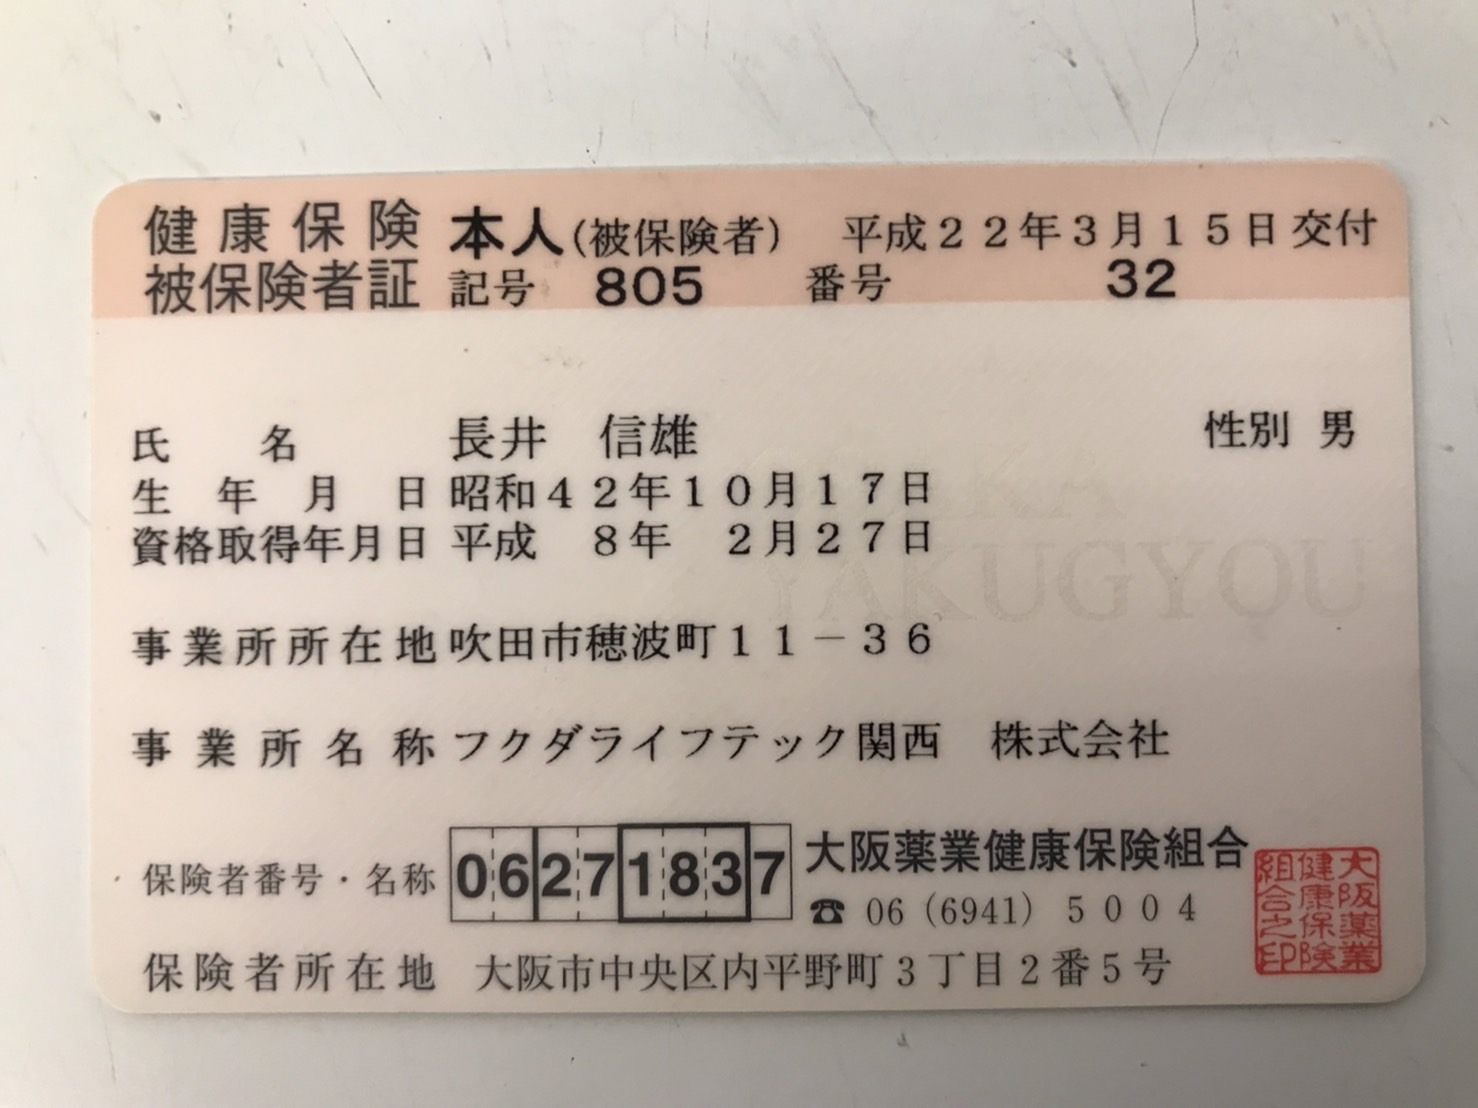 健康保険 本人(被保険者) 平成22年3月15日交付
被保険者証 記号 805 番号 32
氏名 長井 信雄 性別 男
生年月日 昭和42年10月17日
資格取得年月日 平成 8年 2月27日
事業所所在地 吹田市穂波町11-36
事業所名称 フクダライフテック関西 株式会社
保険者番号・名称 06271837 大阪薬業健康保険組合
☎ 06(6941)5004
保険者所在地 大阪市中央区内平野町3丁目2番5号
大阪薬業健康保険組合之印
YAKUGYOU